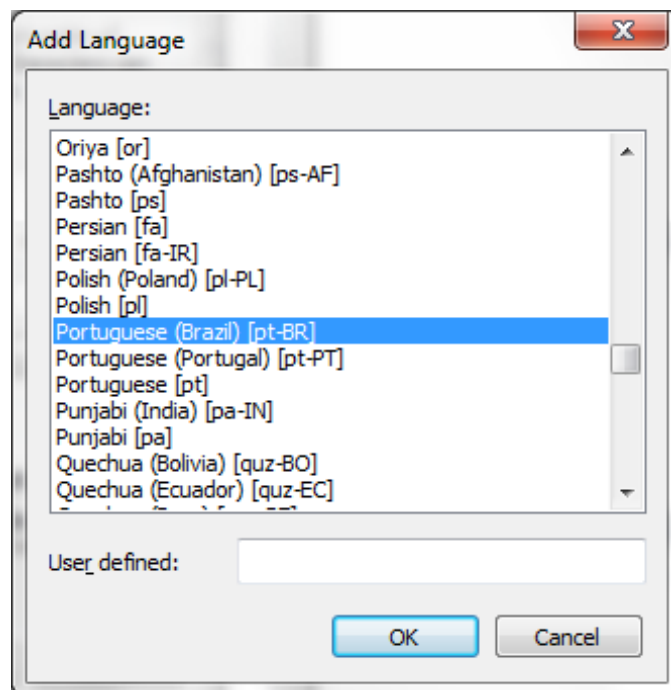 Add Language
Language:
Oriya [or]
Pashto (Afghanistan) [ps-AF]
Pashto [ps]
Persian [fa]
Persian [fa-IR]
Polish (Poland) [pl-PL]
Polish [pl]
Portuguese (Brazil) [pt-BR]
Portuguese (Portugal) [pt-PT]
Portuguese [pt]
Punjabi (India) [pa-IN]
Punjabi [pa]
Quechua (Bolivia) [quz-BO]
Quechua (Ecuador) [quz-EC]
User defined:
OK
Cancel